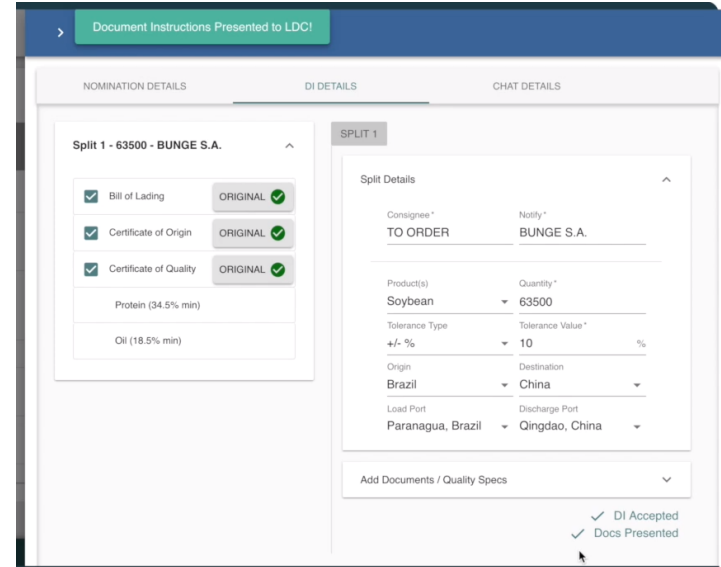 Document Instructions Presented to LDC!
NOMINATION DETAILS
DI DETAILS
CHAT DETAILS
Split 1 - 63500 - BUNGE S.A.
Bill of Lading ORIGINAL
Certificate of Origin ORIGINAL
Certificate of Quality ORIGINAL
Protein (34.5% min)
Oil (18.5% min)
SPLIT 1
Split Details
Consignee* Notify*
TO ORDER BUNGE S.A.
Product(s) Quantity*
Soybean 63500
Tolerance Type Tolerance Value*
+/- % 10 %
Origin Destination
Brazil China
Load Port Discharge Port
Paranagua, Brazil Qingdao, China
Add Documents / Quality Specs
DI Accepted
Docs Presented